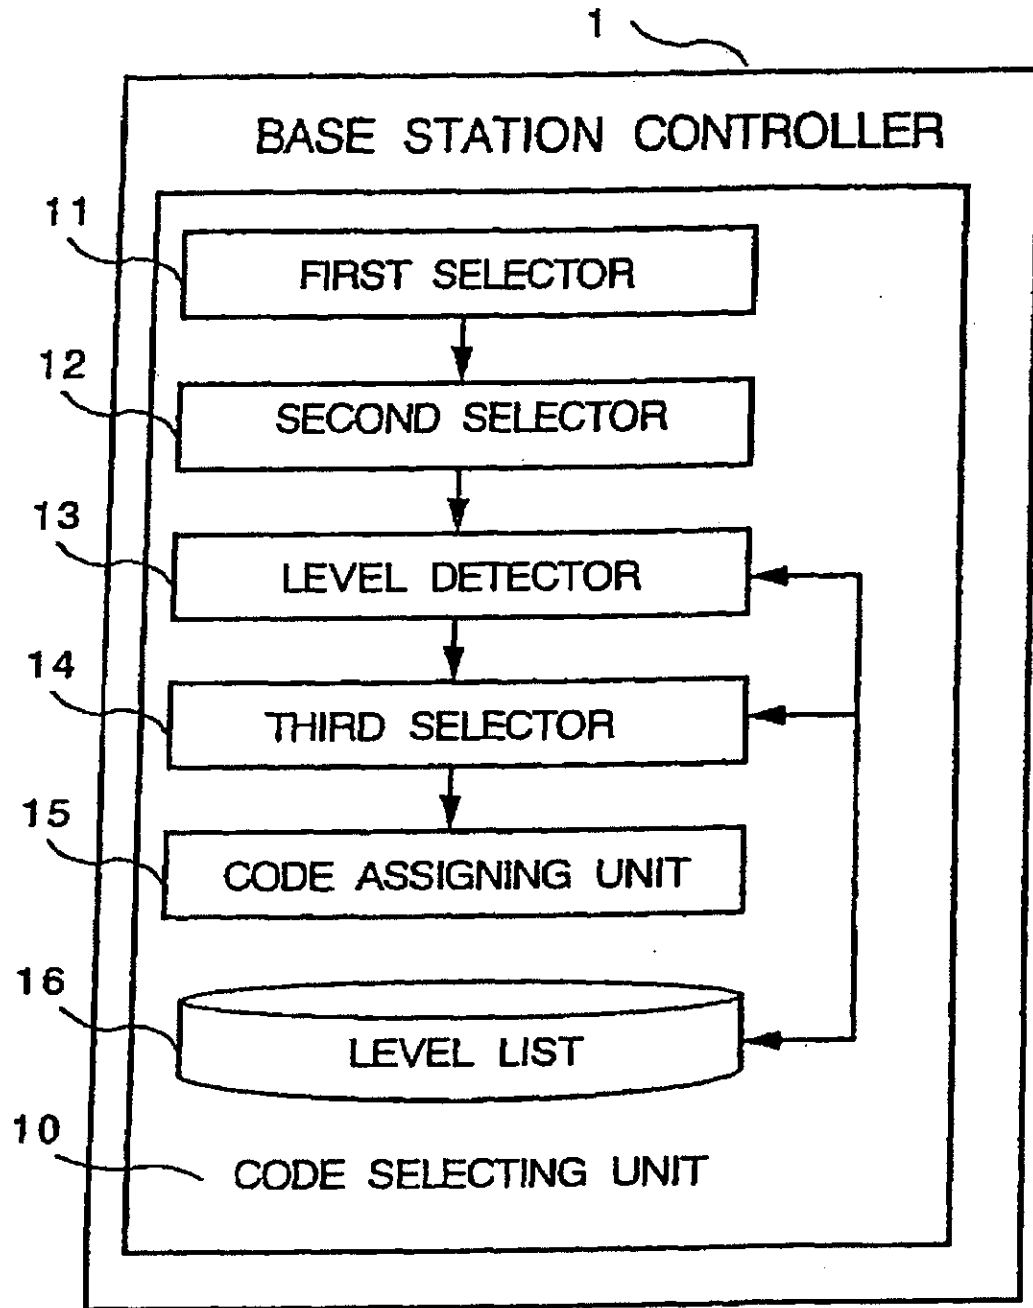 1
BASE STATION CONTROLLER
11
FIRST SELECTOR
12
SECOND SELECTOR
13
LEVEL DETECTOR
14
THIRD SELECTOR
15
CODE ASSIGNING UNIT
16
LEVEL LIST
10
CODE SELECTING UNIT